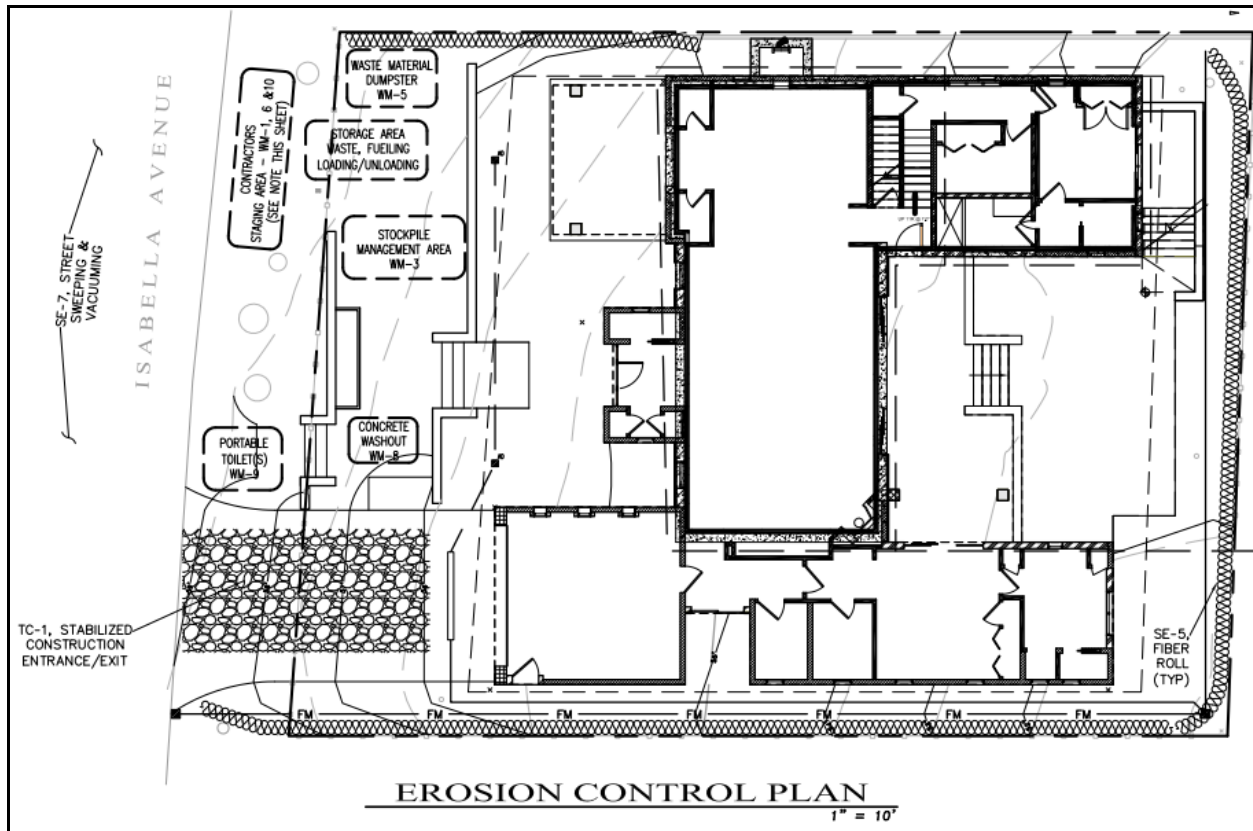 WASTE MATERIAL
DUMPSTER
WM-5
CONTRACTORS
STAGING AREA - WM-1, 6 &10
(SEE NOTE THIS SHEET)
STORAGE AREA
WASTE, FUEILING
LOADING/UNLOADING
STOCKPILE
MANAGEMENT AREA
WM-3
SE-7, STREET
SWEEPING &
VACUUMING
ISABELLA AVENUE
PORTABLE
TOILET(S)
WM-9
CONCRETE
WASHOUT
WM-8
TC-1, STABILIZED
CONSTRUCTION
ENTRANCE/EXIT
SE-5,
FIBER
ROLL
(TYP)
FM FM FM FM FM FM FM
EROSION CONTROL PLAN
1" = 10'